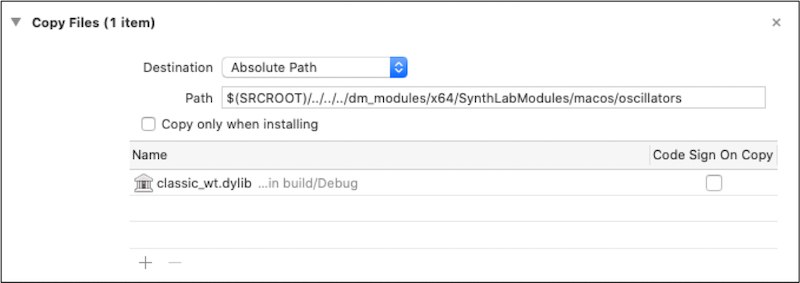 Copy Files (1 item)
Destination Absolute Path
Path $(SRCROOT)/../../../dm_modules/x64/SynthLabModules/macos/oscillators
Copy only when installing
Name Code Sign On Copy
classic_wt.dylib ...in build/Debug